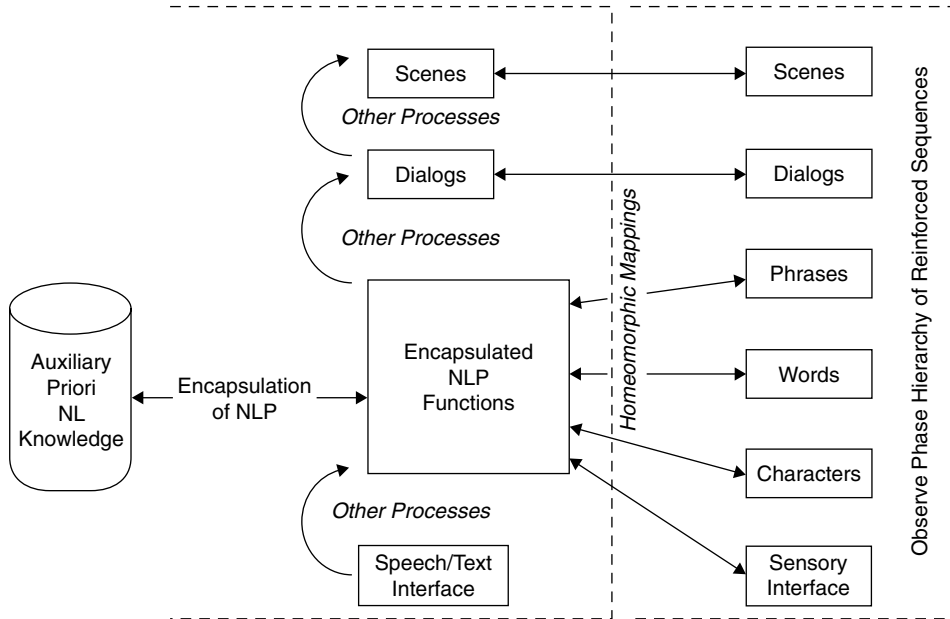 Scenes
Other Processes
Dialogs
Other Processes
Auxiliary
Priori
NL
Knowledge
Encapsulation
of NLP
Encapsulated
NLP
Functions
Other Processes
Speech/Text
Interface
Homeomorphic Mappings
Scenes
Dialogs
Phrases
Words
Characters
Sensory
Interface
Observe Phase Hierarchy of Reinforced Sequences